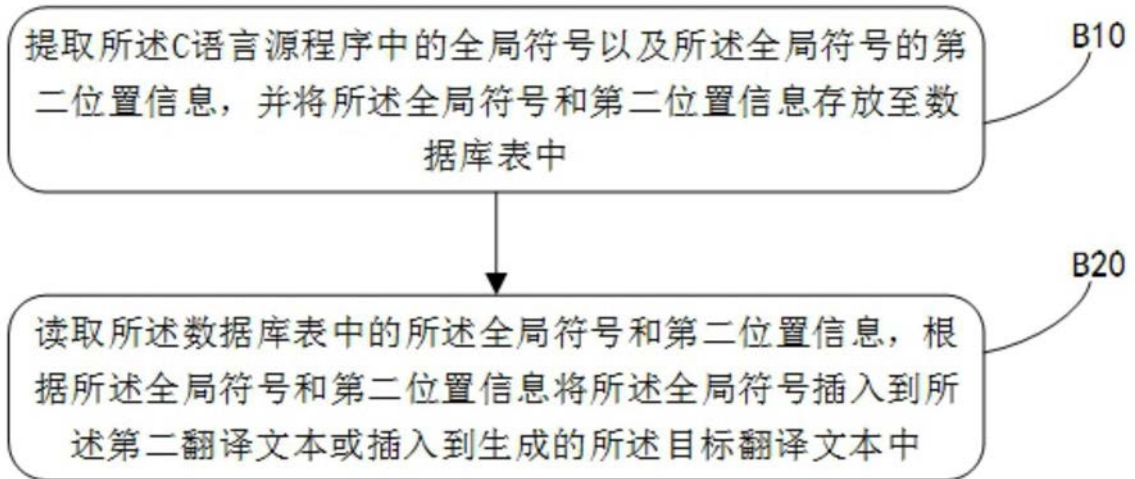 提取所述C语言源程序中的全局符号以及所述全局符号的第
二位置信息，并将所述全局符号和第二位置信息存放至数
据库表中
B10
读取所述数据库表中的所述全局符号和第二位置信息，根
据所述全局符号和第二位置信息将所述全局符号插入到所
述第二翻译文本或插入到生成的所述目标翻译文本中
B20